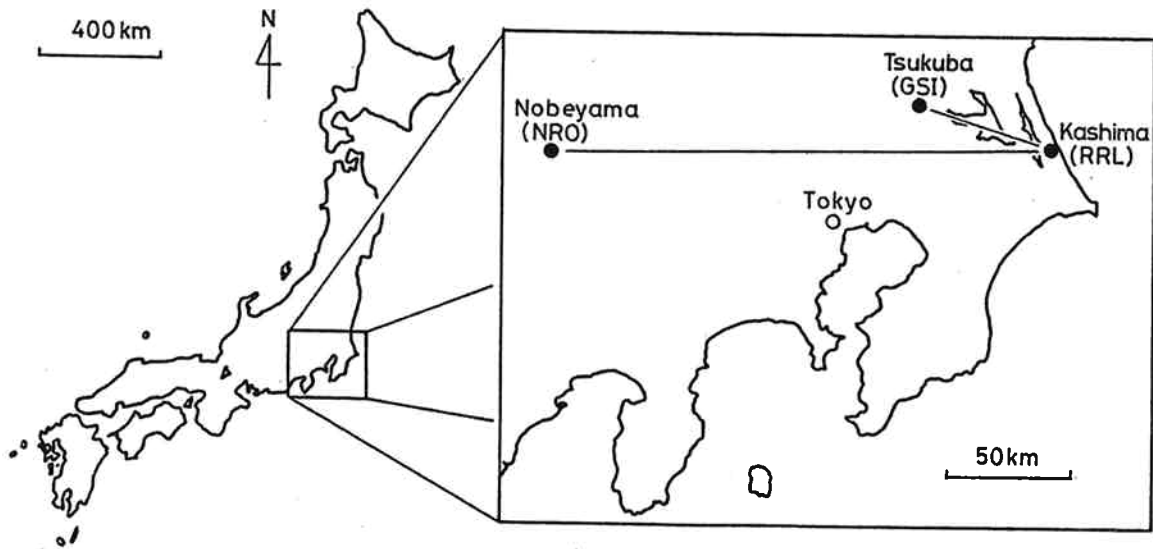 400km
N
Tsukuba
(GSI)
Nobeyama
(NRO)
Kashima
(RRL)
Tokyo
50km